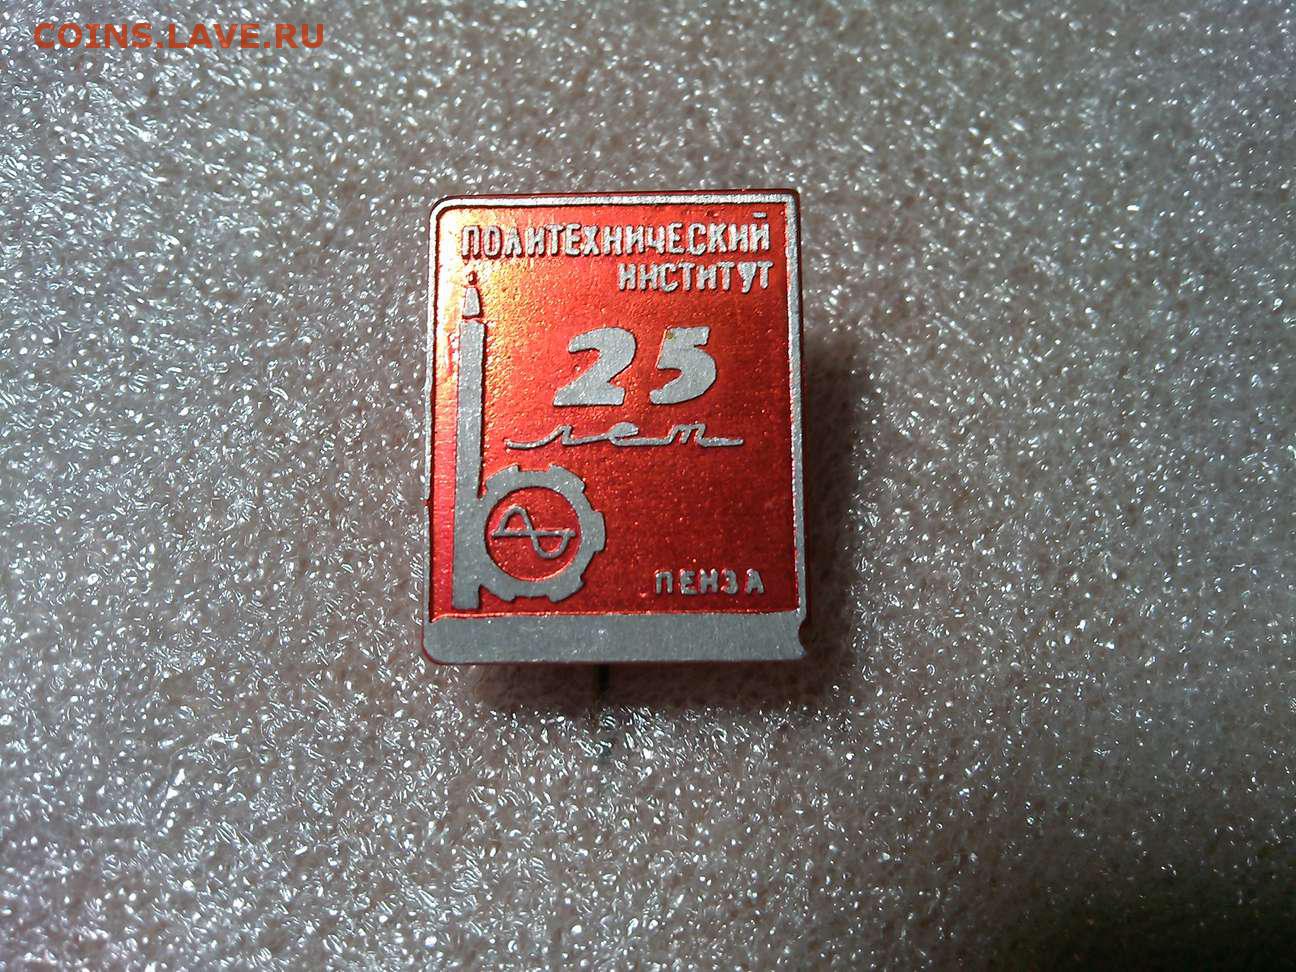 COINS.LAVE.RU
ПОЛИТЕХНИЧЕСКИЙ
ИНСТИТУТ
25
лет
ПЕНЗА